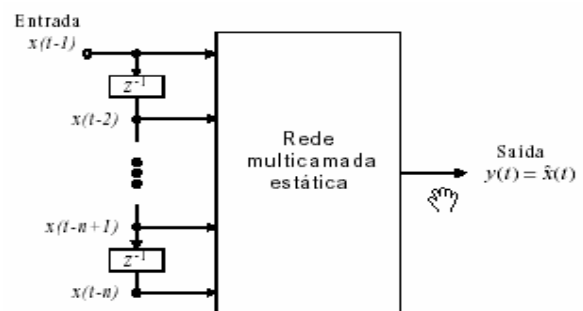 Entrada
x(t-1)
z⁻¹
x(t-2)
Rede
multicamada
estática
Saída
y(t) = x̂(t)
x(t-n+1)
z⁻¹
x(t-n)